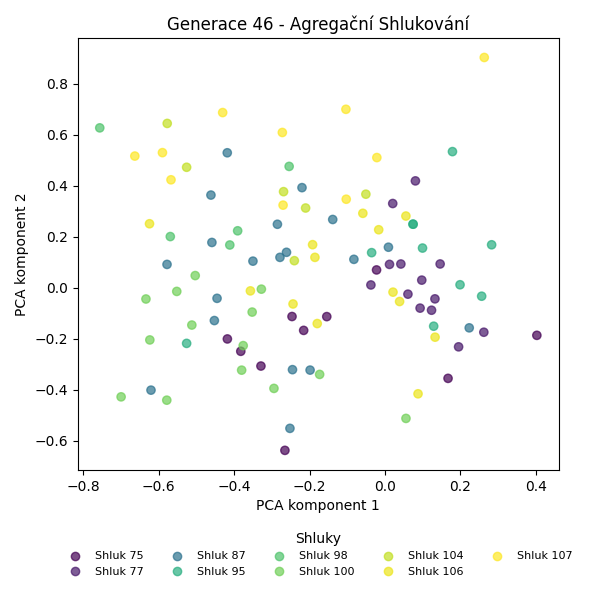 Generace 46 - Agregační Shlukování
PCA komponent 2
0.8
0.6
0.4
0.2
0.0
−0.2
−0.4
−0.6
−0.8 −0.6 −0.4 −0.2 0.0 0.2 0.4
PCA komponent 1
Shluky
Shluk 75 Shluk 87 Shluk 98 Shluk 104 Shluk 107
Shluk 77 Shluk 95 Shluk 100 Shluk 106